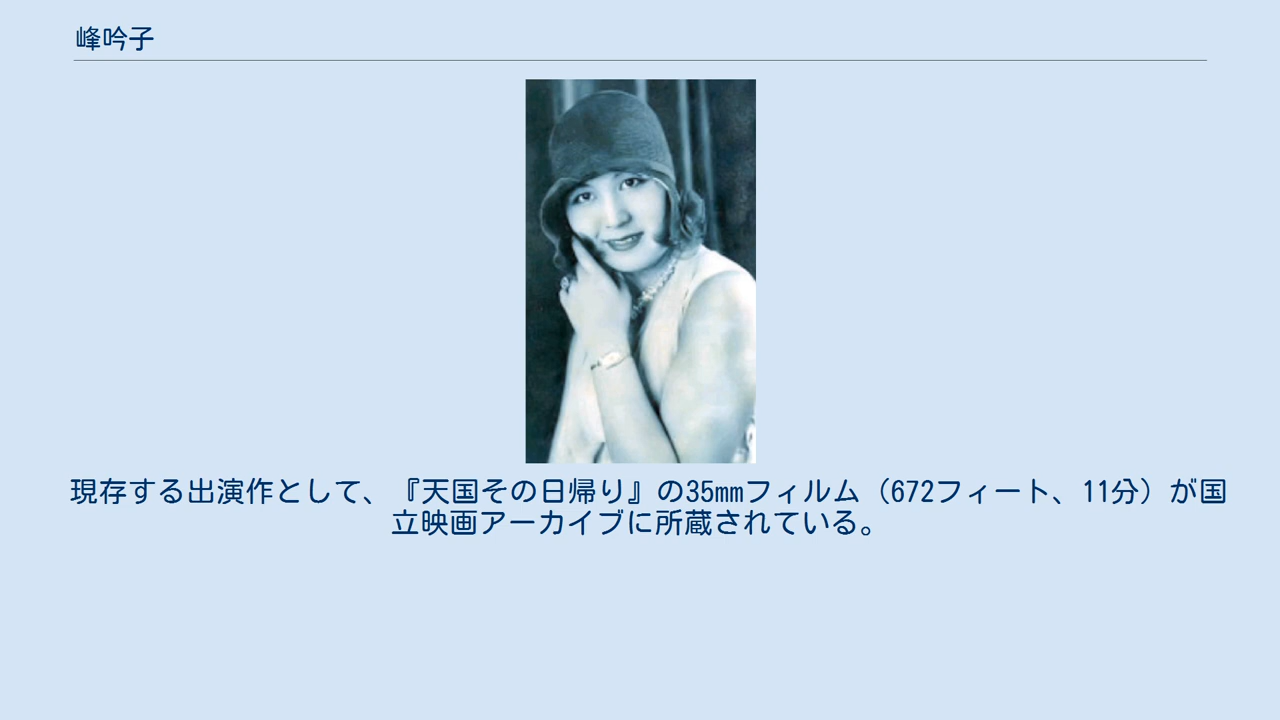 峰吟子
現存する出演作として、『天国その日帰り』の35mmフィルム（672フィート、11分）が国
立映画アーカイブに所蔵されている。